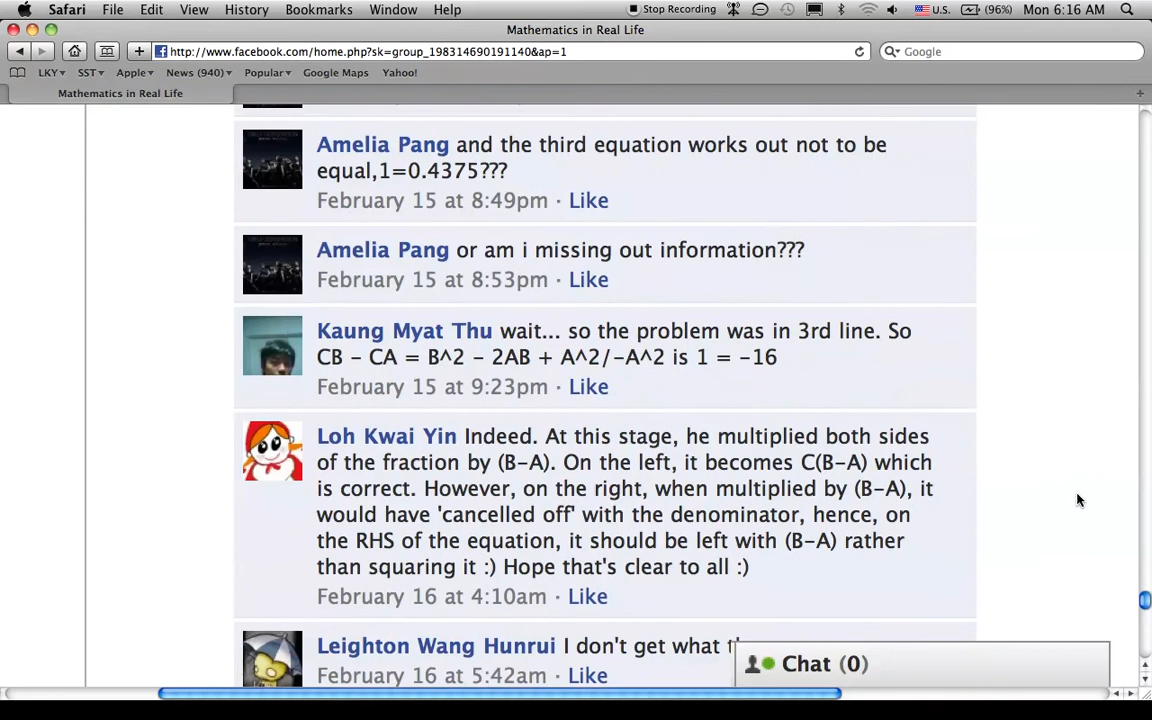 Safari File Edit View History Bookmarks Window Help Stop Recording U.S. (96%) Mon 6:16 AM
Mathematics in Real Life
http://www.facebook.com/home.php?sk=group_198314690191140&ap=1 Google
LKY SST Apple News (940) Popular Google Maps Yahoo!
Mathematics in Real Life
Amelia Pang and the third equation works out not to be
equal,1=0.4375???
February 15 at 8:49pm · Like
Amelia Pang or am i missing out information???
February 15 at 8:53pm · Like
Kaung Myat Thu wait... so the problem was in 3rd line. So
CB - CA = B^2 - 2AB + A^2/-A^2 is 1 = -16
February 15 at 9:23pm · Like
Loh Kwai Yin Indeed. At this stage, he multiplied both sides
of the fraction by (B-A). On the left, it becomes C(B-A) which
is correct. However, on the right, when multiplied by (B-A), it
would have 'cancelled off' with the denominator, hence, on
the RHS of the equation, it should be left with (B-A) rather
than squaring it :) Hope that's clear to all :)
February 16 at 4:10am · Like
Leighton Wang Hunrui I don't get what
February 16 at 5:42am · Like
Chat (0)